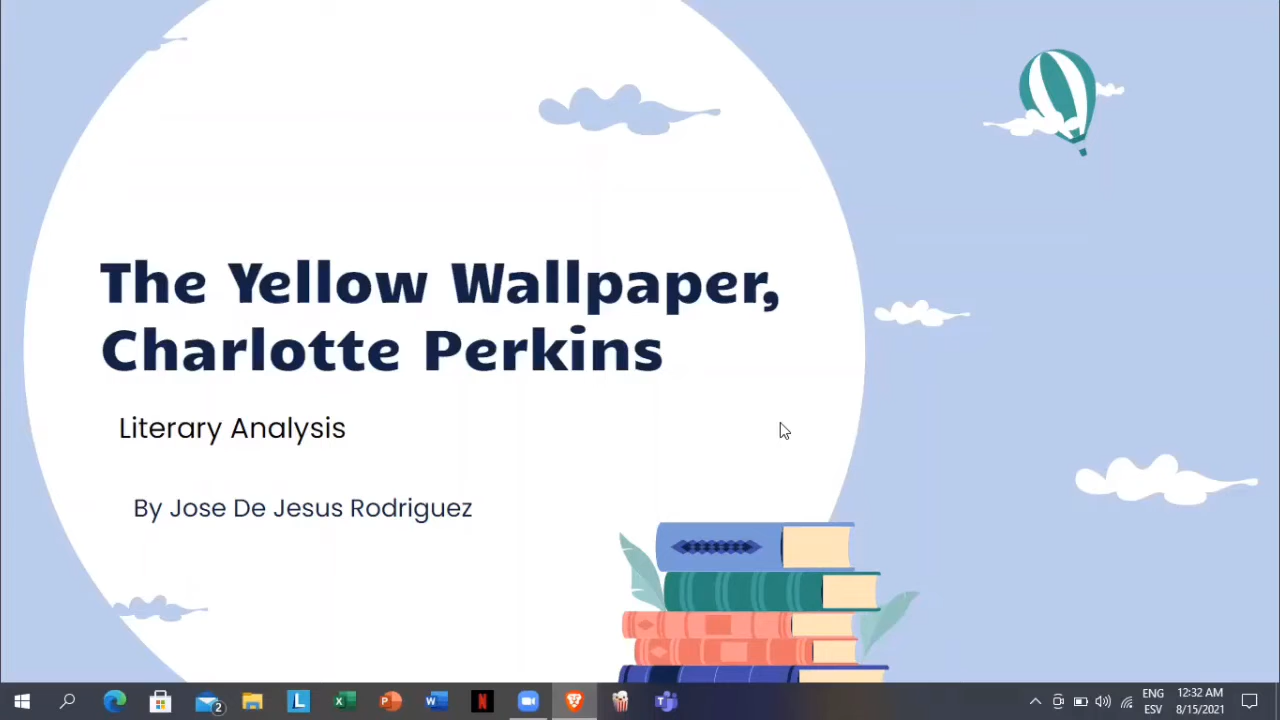 The Yellow Wallpaper,
Charlotte Perkins
Literary Analysis
By Jose De Jesus Rodriguez
2
L
X
P
W
N
ENG
ESV
12:32 AM
8/15/2021